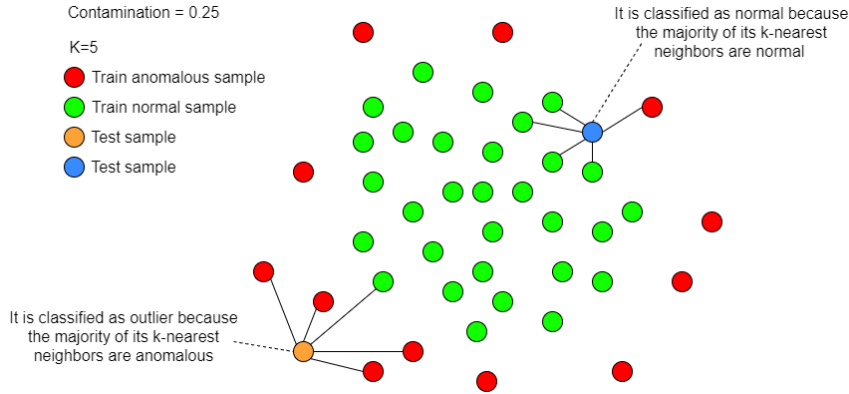 Contamination = 0.25
K=5
Train anomalous sample
Train normal sample
Test sample
Test sample
It is classified as normal because
the majority of its k-nearest
neighbors are normal
It is classified as outlier because
the majority of its k-nearest
neighbors are anomalous